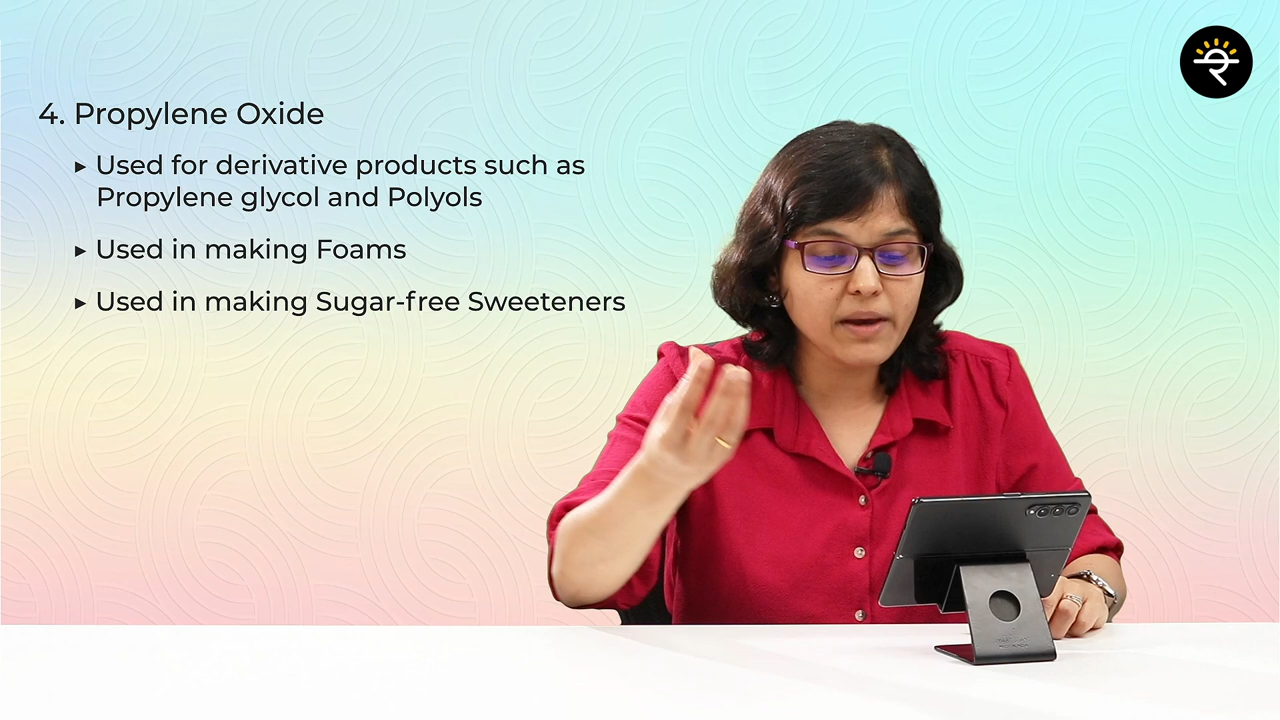 4. Propylene Oxide
▸ Used for derivative products such as
Propylene glycol and Polyols
▸ Used in making Foams
▸ Used in making Sugar-free Sweeteners